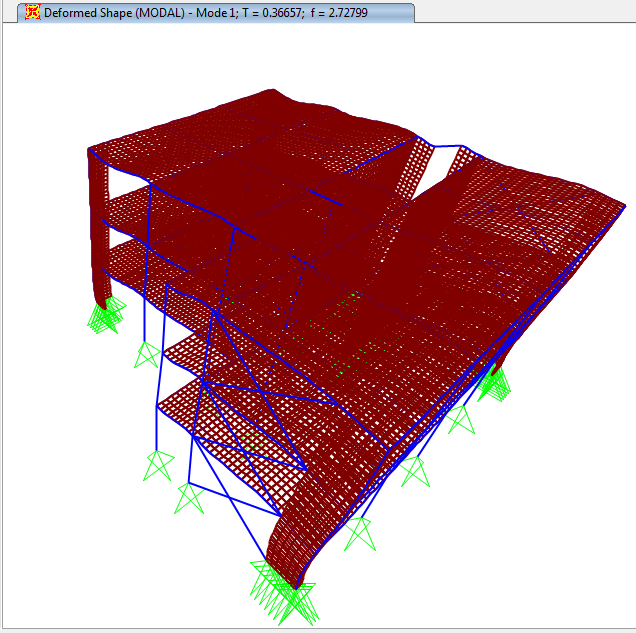 Deformed Shape (MODAL) - Mode 1; T = 0.36657; f = 2.72799